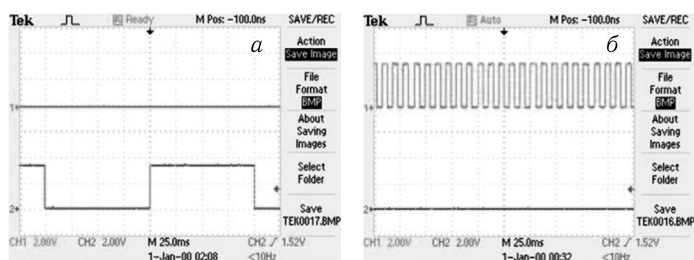 Tek Ready M Pos: −100.0ns SAVE/REC
а
Action
Save Image
File
Format
BMP
About
Saving
Images
Select
Folder
Save
TEK0017.BMP
1
2
CH1 2.00V CH2 2.00V M 25.0ms CH2 1.52V
1–Jan–00 02:08 <10Hz
Tek Auto M Pos: −100.0ns SAVE/REC
б
Action
Save Image
File
Format
BMP
About
Saving
Images
Select
Folder
Save
TEK0016.BMP
1
2
CH1 2.00V CH2 2.00V M 25.0ms CH2 1.52V
1–Jan–00 00:32 <10Hz